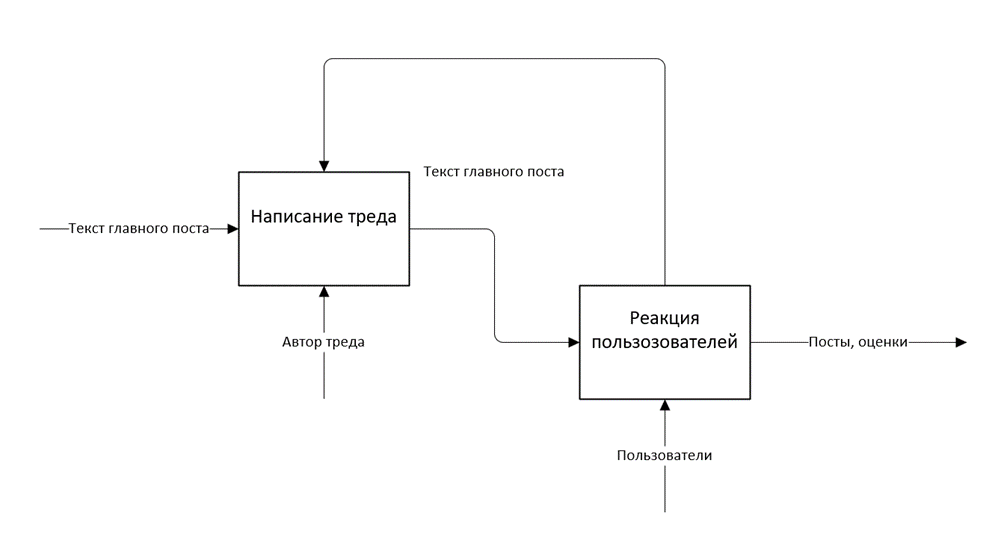 Текст главного поста
Написание треда
Текст главного поста
Автор треда
Реакция
пользозователей
Посты, оценки
Пользователи